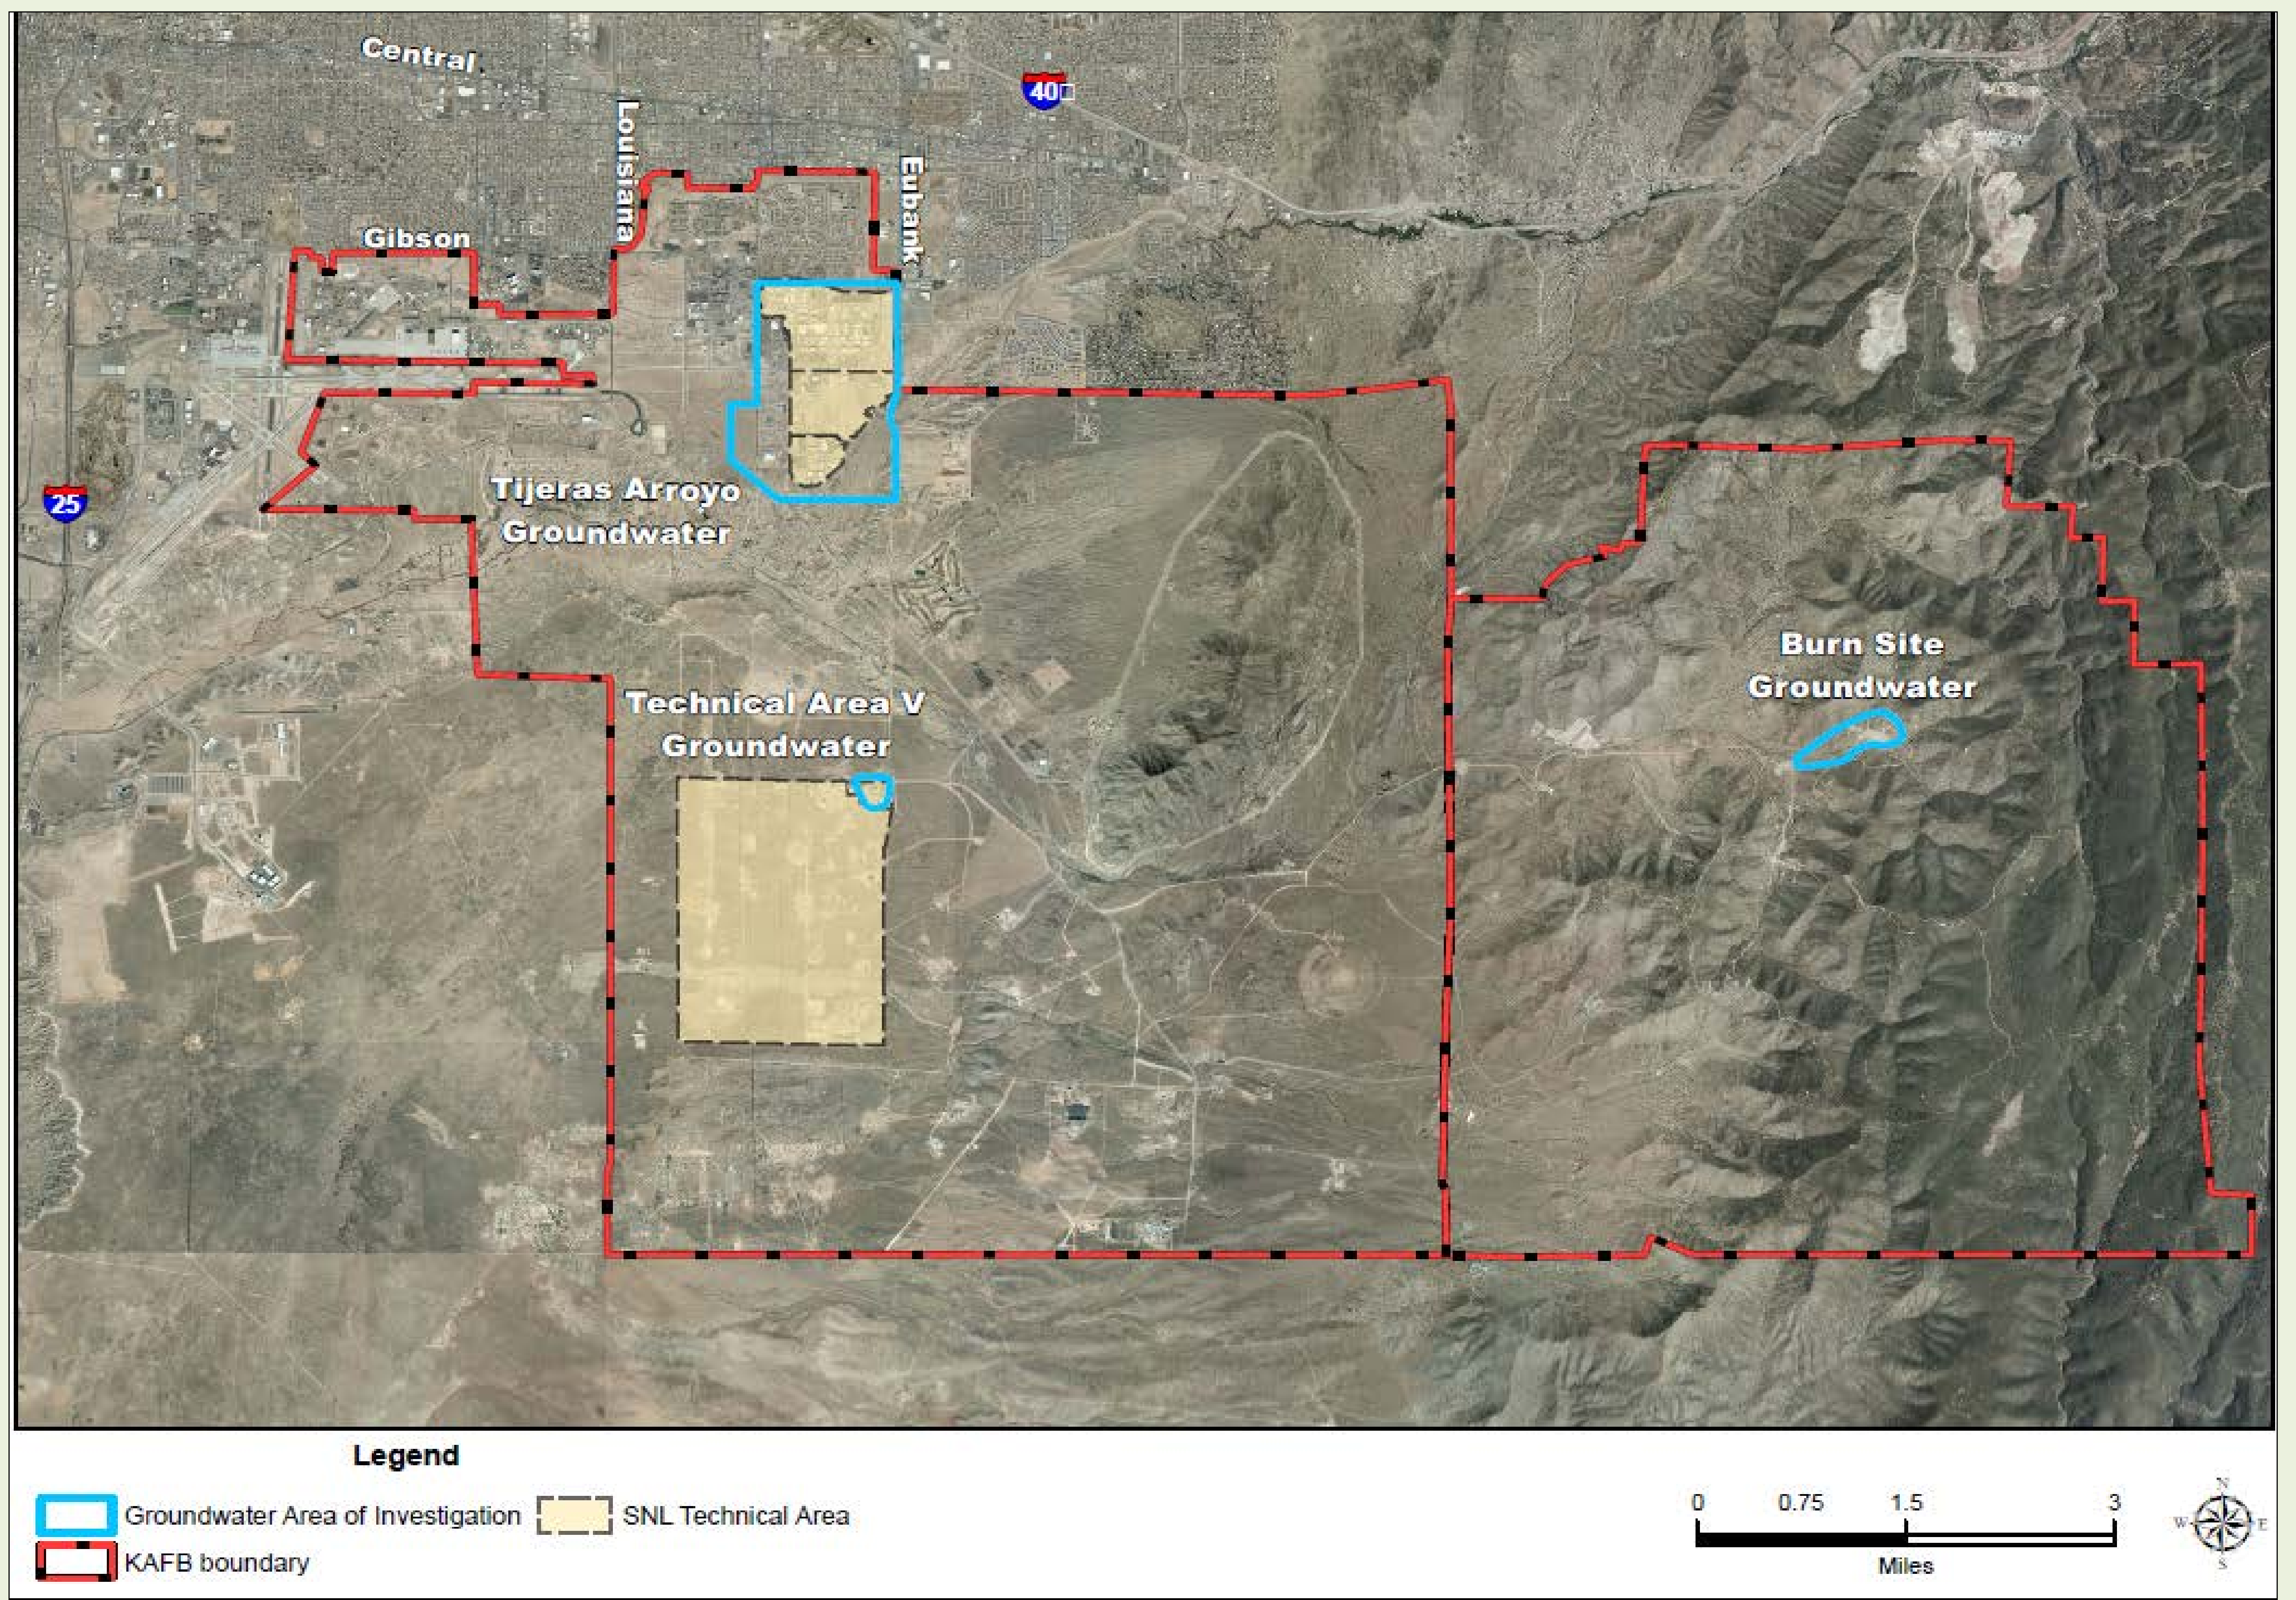 Central
40
Louisiana
Eubank
Gibson
25
Tijeras Arroyo
Groundwater
Burn Site
Groundwater
Technical Area V
Groundwater
Legend
Groundwater Area of Investigation
SNL Technical Area
KAFB boundary
0 0.75 1.5 3
Miles
N
W E
S